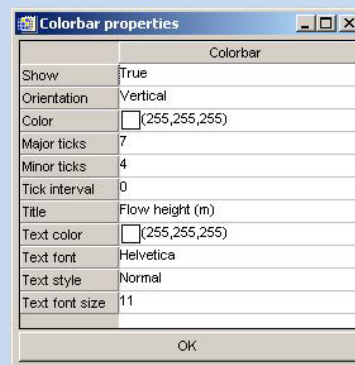 Colorbar properties
Colorbar
Show True
Orientation Vertical
Color (255,255,255)
Major ticks 7
Minor ticks 4
Tick interval 0
Title Flow height (m)
Text color (255,255,255)
Text font Helvetica
Text style Normal
Text font size 11
OK